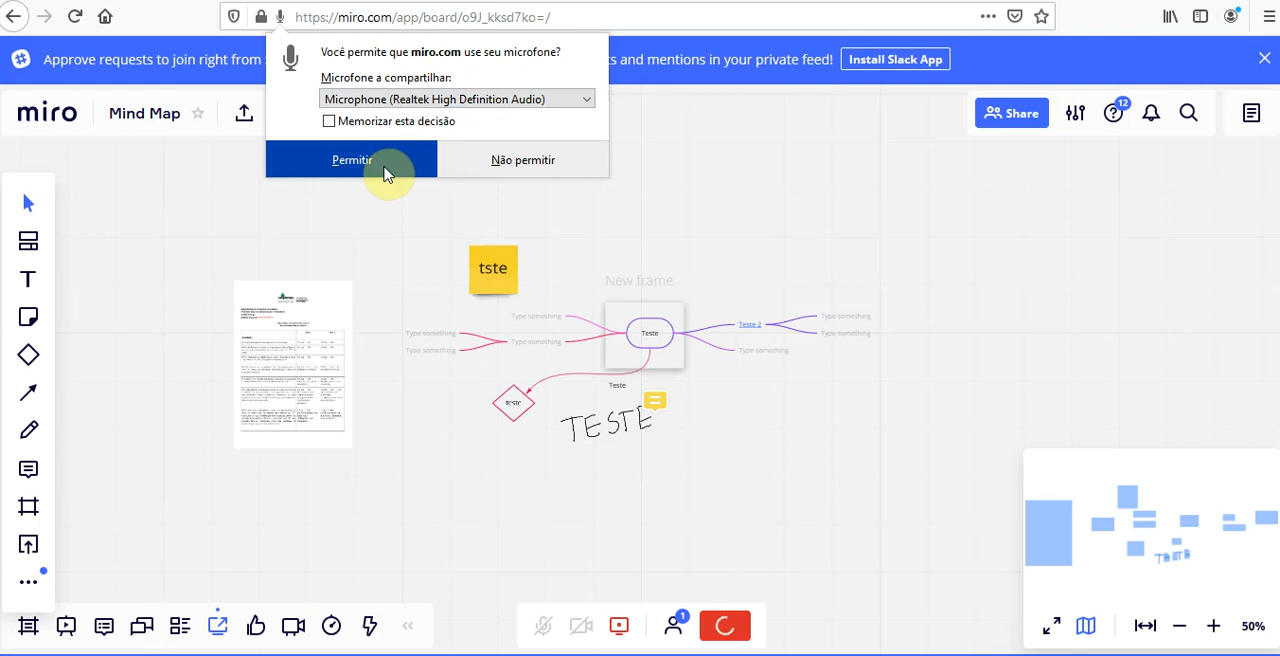 https://miro.com/app/board/o9J_kksd7ko=/
Approve requests to join right from
s and mentions in your private feed!
Install Slack App
Você permite que miro.com use seu microfone?
Microfone a compartilhar:
Microphone (Realtek High Definition Audio)
Memorizar esta decisão
Permitir
Não permitir
miro
Mind Map
Share
12
tste
New frame
Type something
Type something
Type something
Type something
Teste
Teste 2
Type something
Type something
Type something
Teste
teste
TESTE
1
50%